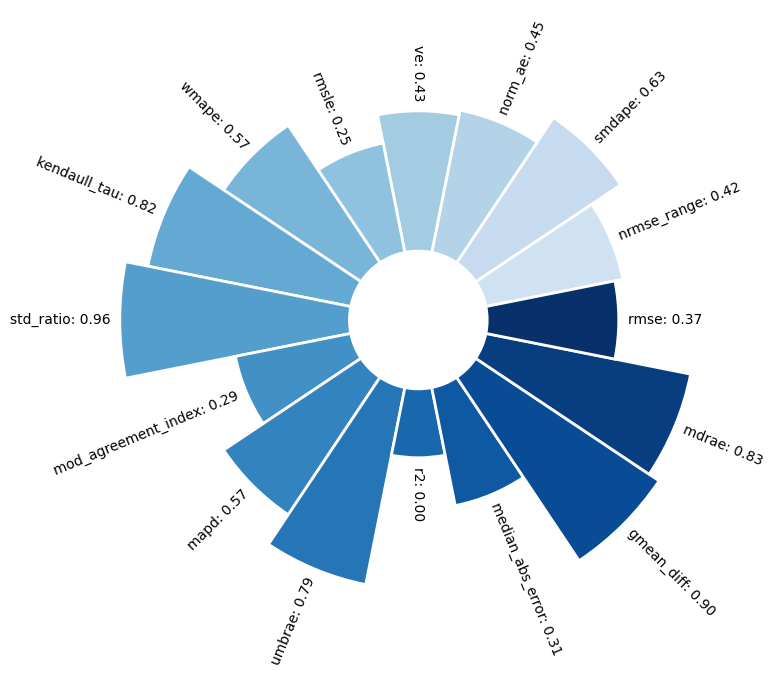 ve: 0.43
norm_ae: 0.45
smdape: 0.63
nrmse_range: 0.42
rmse: 0.37
mdrae: 0.83
gmean_diff: 0.90
median_abs_error: 0.31
r2: 0.00
umbrae: 0.79
mapd: 0.57
mod_agreement_index: 0.29
std_ratio: 0.96
kendaull_tau: 0.82
wmape: 0.57
rmsle: 0.25